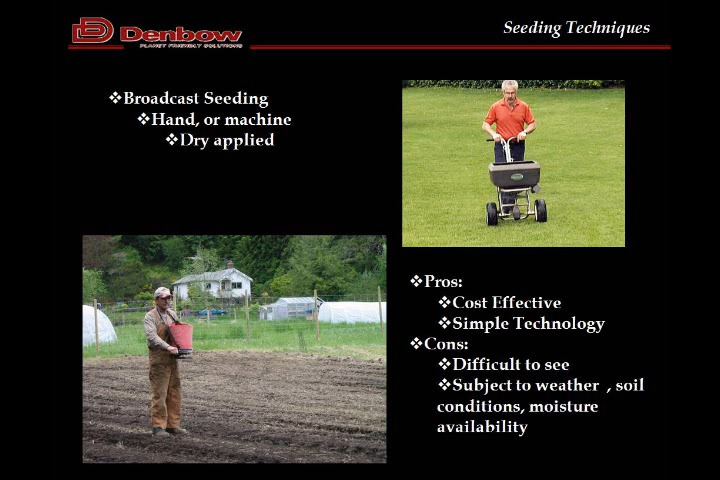 Denbow
PLANET FRIENDLY SOLUTIONS
Seeding Techniques
❖Broadcast Seeding
❖Hand, or machine
❖Dry applied
❖Pros:
❖Cost Effective
❖Simple Technology
❖Cons:
❖Difficult to see
❖Subject to weather , soil
conditions, moisture
availability